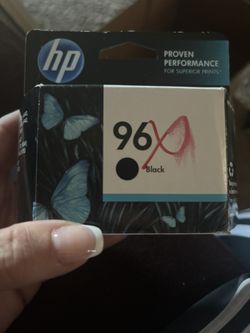 hp
PROVEN
PERFORMANCE
FOR SUPERIOR PRINTS
96
Black